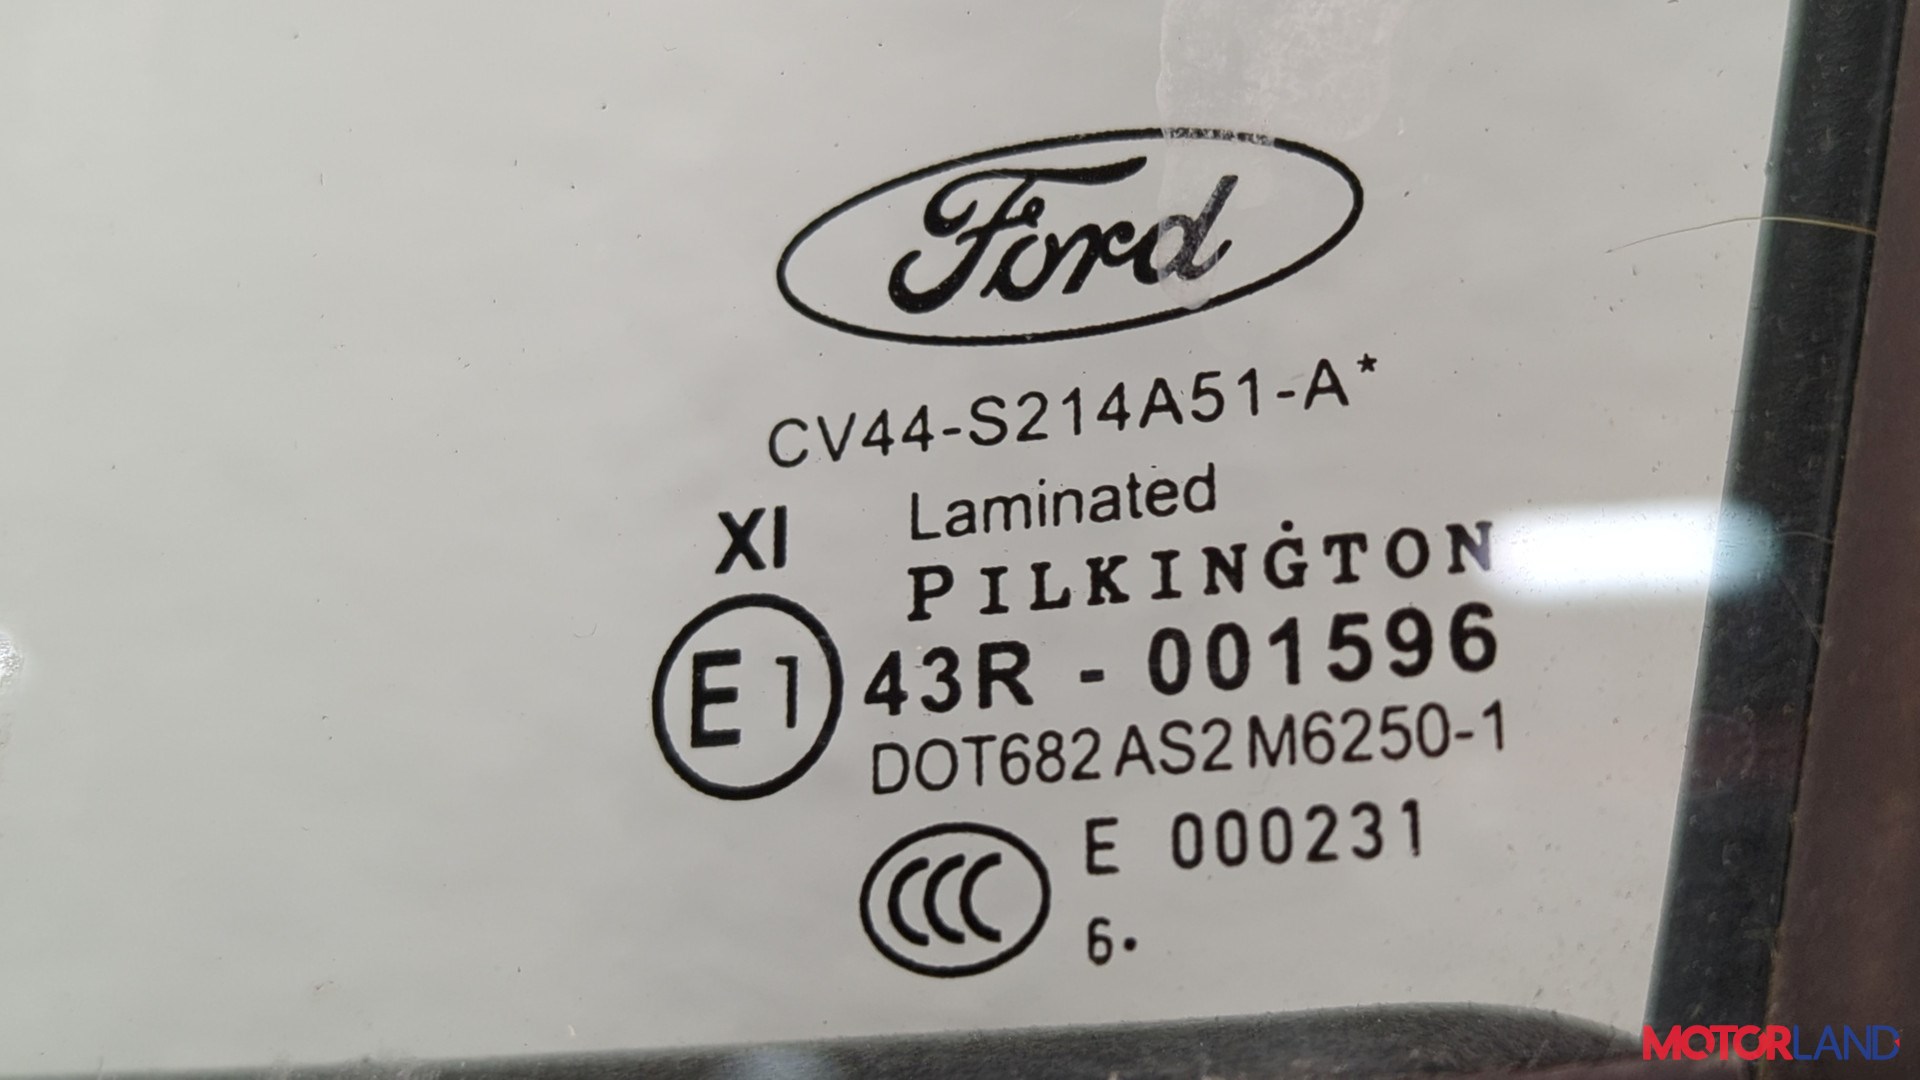 Ford
CV44-S214A51-A*
XI Laminated
PILKINGTON
E1 43R - 001596
DOT682 AS2 M6250-1
CCC E 000231
6.
MOTORLAND